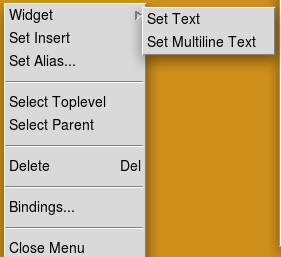 Widget
Set Text
Set Insert
Set Multiline Text
Set Alias...
Select Toplevel
Select Parent
Delete Del
Bindings...
Close Menu